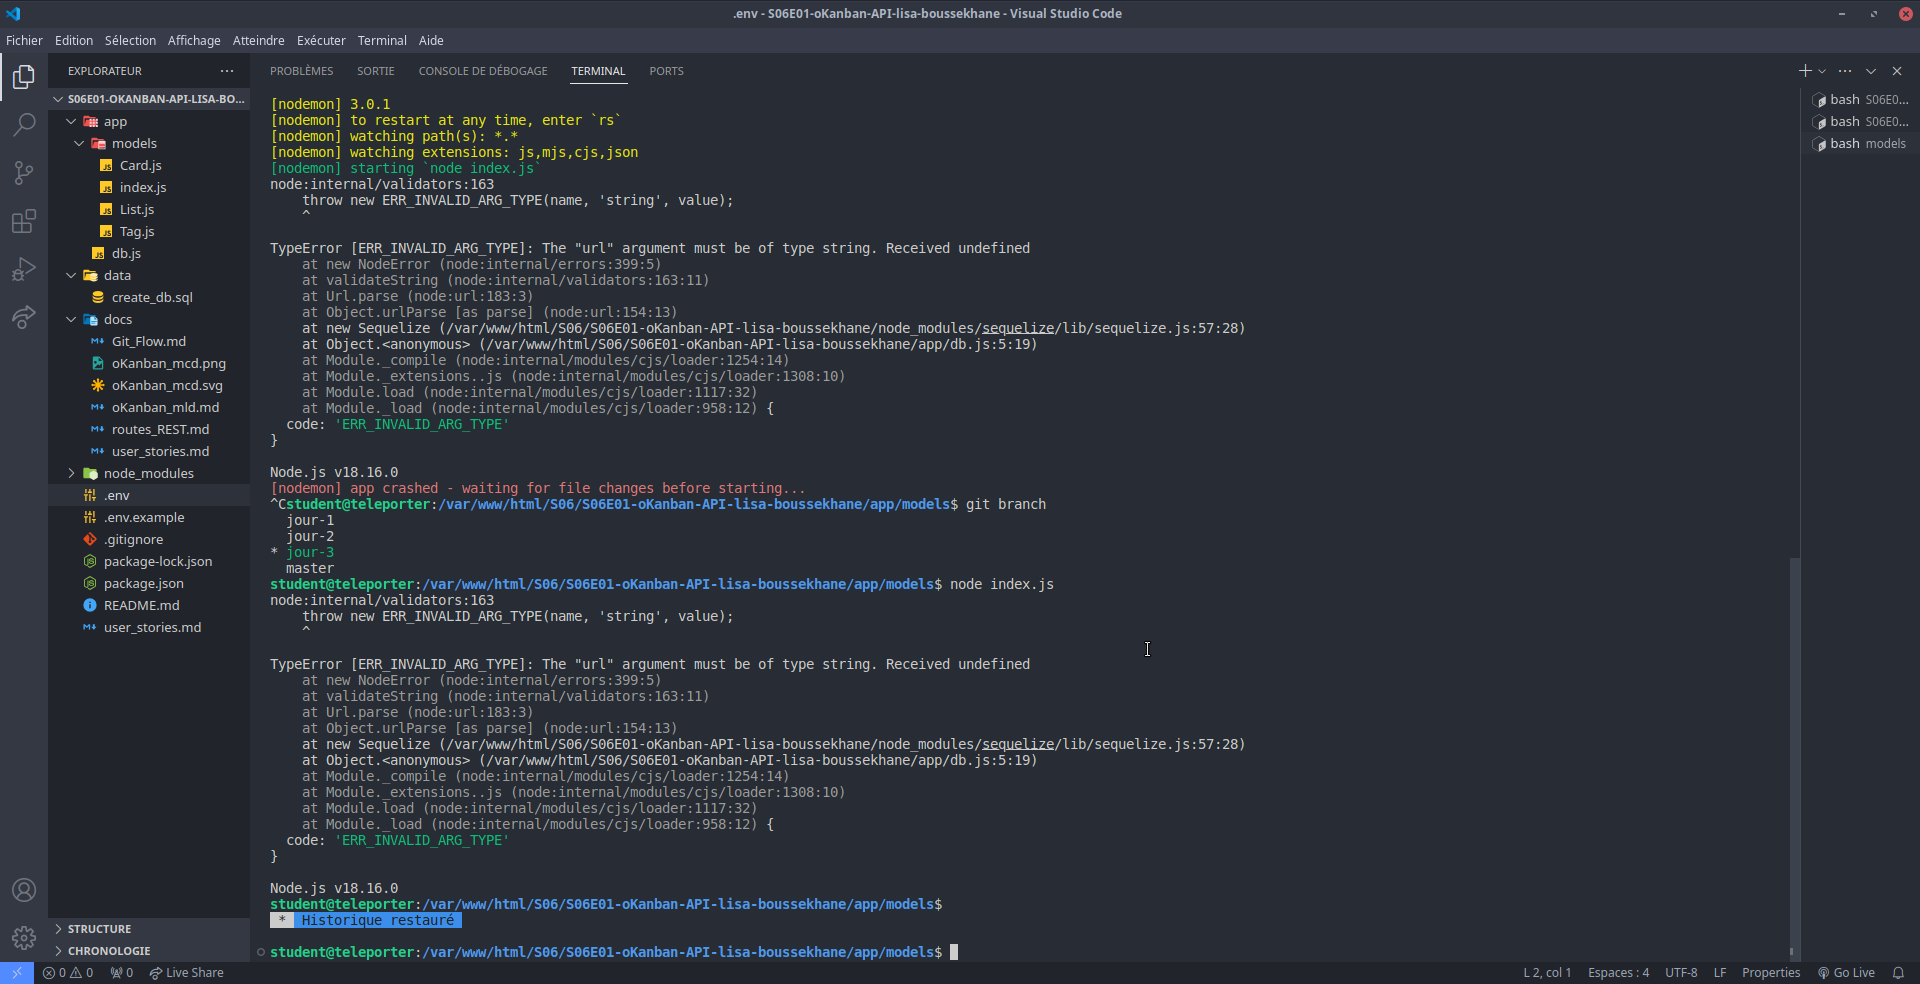 .env - S06E01-oKanban-API-lisa-boussekhane - Visual Studio Code
Fichier Edition Sélection Affichage Atteindre Exécuter Terminal Aide
EXPLORATEUR
S06E01-OKANBAN-API-LISA-BO...
app
models
Card.js
index.js
List.js
Tag.js
db.js
data
create_db.sql
docs
Git_Flow.md
oKanban_mcd.png
oKanban_mcd.svg
oKanban_mld.md
routes_REST.md
user_stories.md
node_modules
.env
.env.example
.gitignore
package-lock.json
package.json
README.md
user_stories.md
STRUCTURE
CHRONOLOGIE
PROBLÈMES SORTIE CONSOLE DE DÉBOGAGE TERMINAL PORTS
[nodemon] 3.0.1
[nodemon] to restart at any time, enter `rs`
[nodemon] watching path(s): *.*
[nodemon] watching extensions: js,mjs,cjs,json
[nodemon] starting `node index.js`
node:internal/validators:163
    throw new ERR_INVALID_ARG_TYPE(name, 'string', value);
    ^
TypeError [ERR_INVALID_ARG_TYPE]: The "url" argument must be of type string. Received undefined
    at new NodeError (node:internal/errors:399:5)
    at validateString (node:internal/validators:163:11)
    at Url.parse (node:url:183:3)
    at Object.urlParse [as parse] (node:url:154:13)
    at new Sequelize (/var/www/html/S06/S06E01-oKanban-API-lisa-boussekhane/node_modules/sequelize/lib/sequelize.js:57:28)
    at Object.<anonymous> (/var/www/html/S06/S06E01-oKanban-API-lisa-boussekhane/app/db.js:5:19)
    at Module._compile (node:internal/modules/cjs/loader:1254:14)
    at Module._extensions..js (node:internal/modules/cjs/loader:1308:10)
    at Module.load (node:internal/modules/cjs/loader:1117:32)
    at Module._load (node:internal/modules/cjs/loader:958:12) {
  code: 'ERR_INVALID_ARG_TYPE'
}
Node.js v18.16.0
[nodemon] app crashed - waiting for file changes before starting...
^Cstudent@teleporter:/var/www/html/S06/S06E01-oKanban-API-lisa-boussekhane/app/models$ git branch
  jour-1
  jour-2
* jour-3
  master
student@teleporter:/var/www/html/S06/S06E01-oKanban-API-lisa-boussekhane/app/models$ node index.js
node:internal/validators:163
    throw new ERR_INVALID_ARG_TYPE(name, 'string', value);
    ^
TypeError [ERR_INVALID_ARG_TYPE]: The "url" argument must be of type string. Received undefined
    at new NodeError (node:internal/errors:399:5)
    at validateString (node:internal/validators:163:11)
    at Url.parse (node:url:183:3)
    at Object.urlParse [as parse] (node:url:154:13)
    at new Sequelize (/var/www/html/S06/S06E01-oKanban-API-lisa-boussekhane/node_modules/sequelize/lib/sequelize.js:57:28)
    at Object.<anonymous> (/var/www/html/S06/S06E01-oKanban-API-lisa-boussekhane/app/db.js:5:19)
    at Module._compile (node:internal/modules/cjs/loader:1254:14)
    at Module._extensions..js (node:internal/modules/cjs/loader:1308:10)
    at Module.load (node:internal/modules/cjs/loader:1117:32)
    at Module._load (node:internal/modules/cjs/loader:958:12) {
  code: 'ERR_INVALID_ARG_TYPE'
}
Node.js v18.16.0
student@teleporter:/var/www/html/S06/S06E01-oKanban-API-lisa-boussekhane/app/models$
* Historique restauré
student@teleporter:/var/www/html/S06/S06E01-oKanban-API-lisa-boussekhane/app/models$
bash S06E0...
bash S06E0...
bash models
0 0 0 Live Share
L 2, col 1 Espaces : 4 UTF-8 LF Properties Go Live